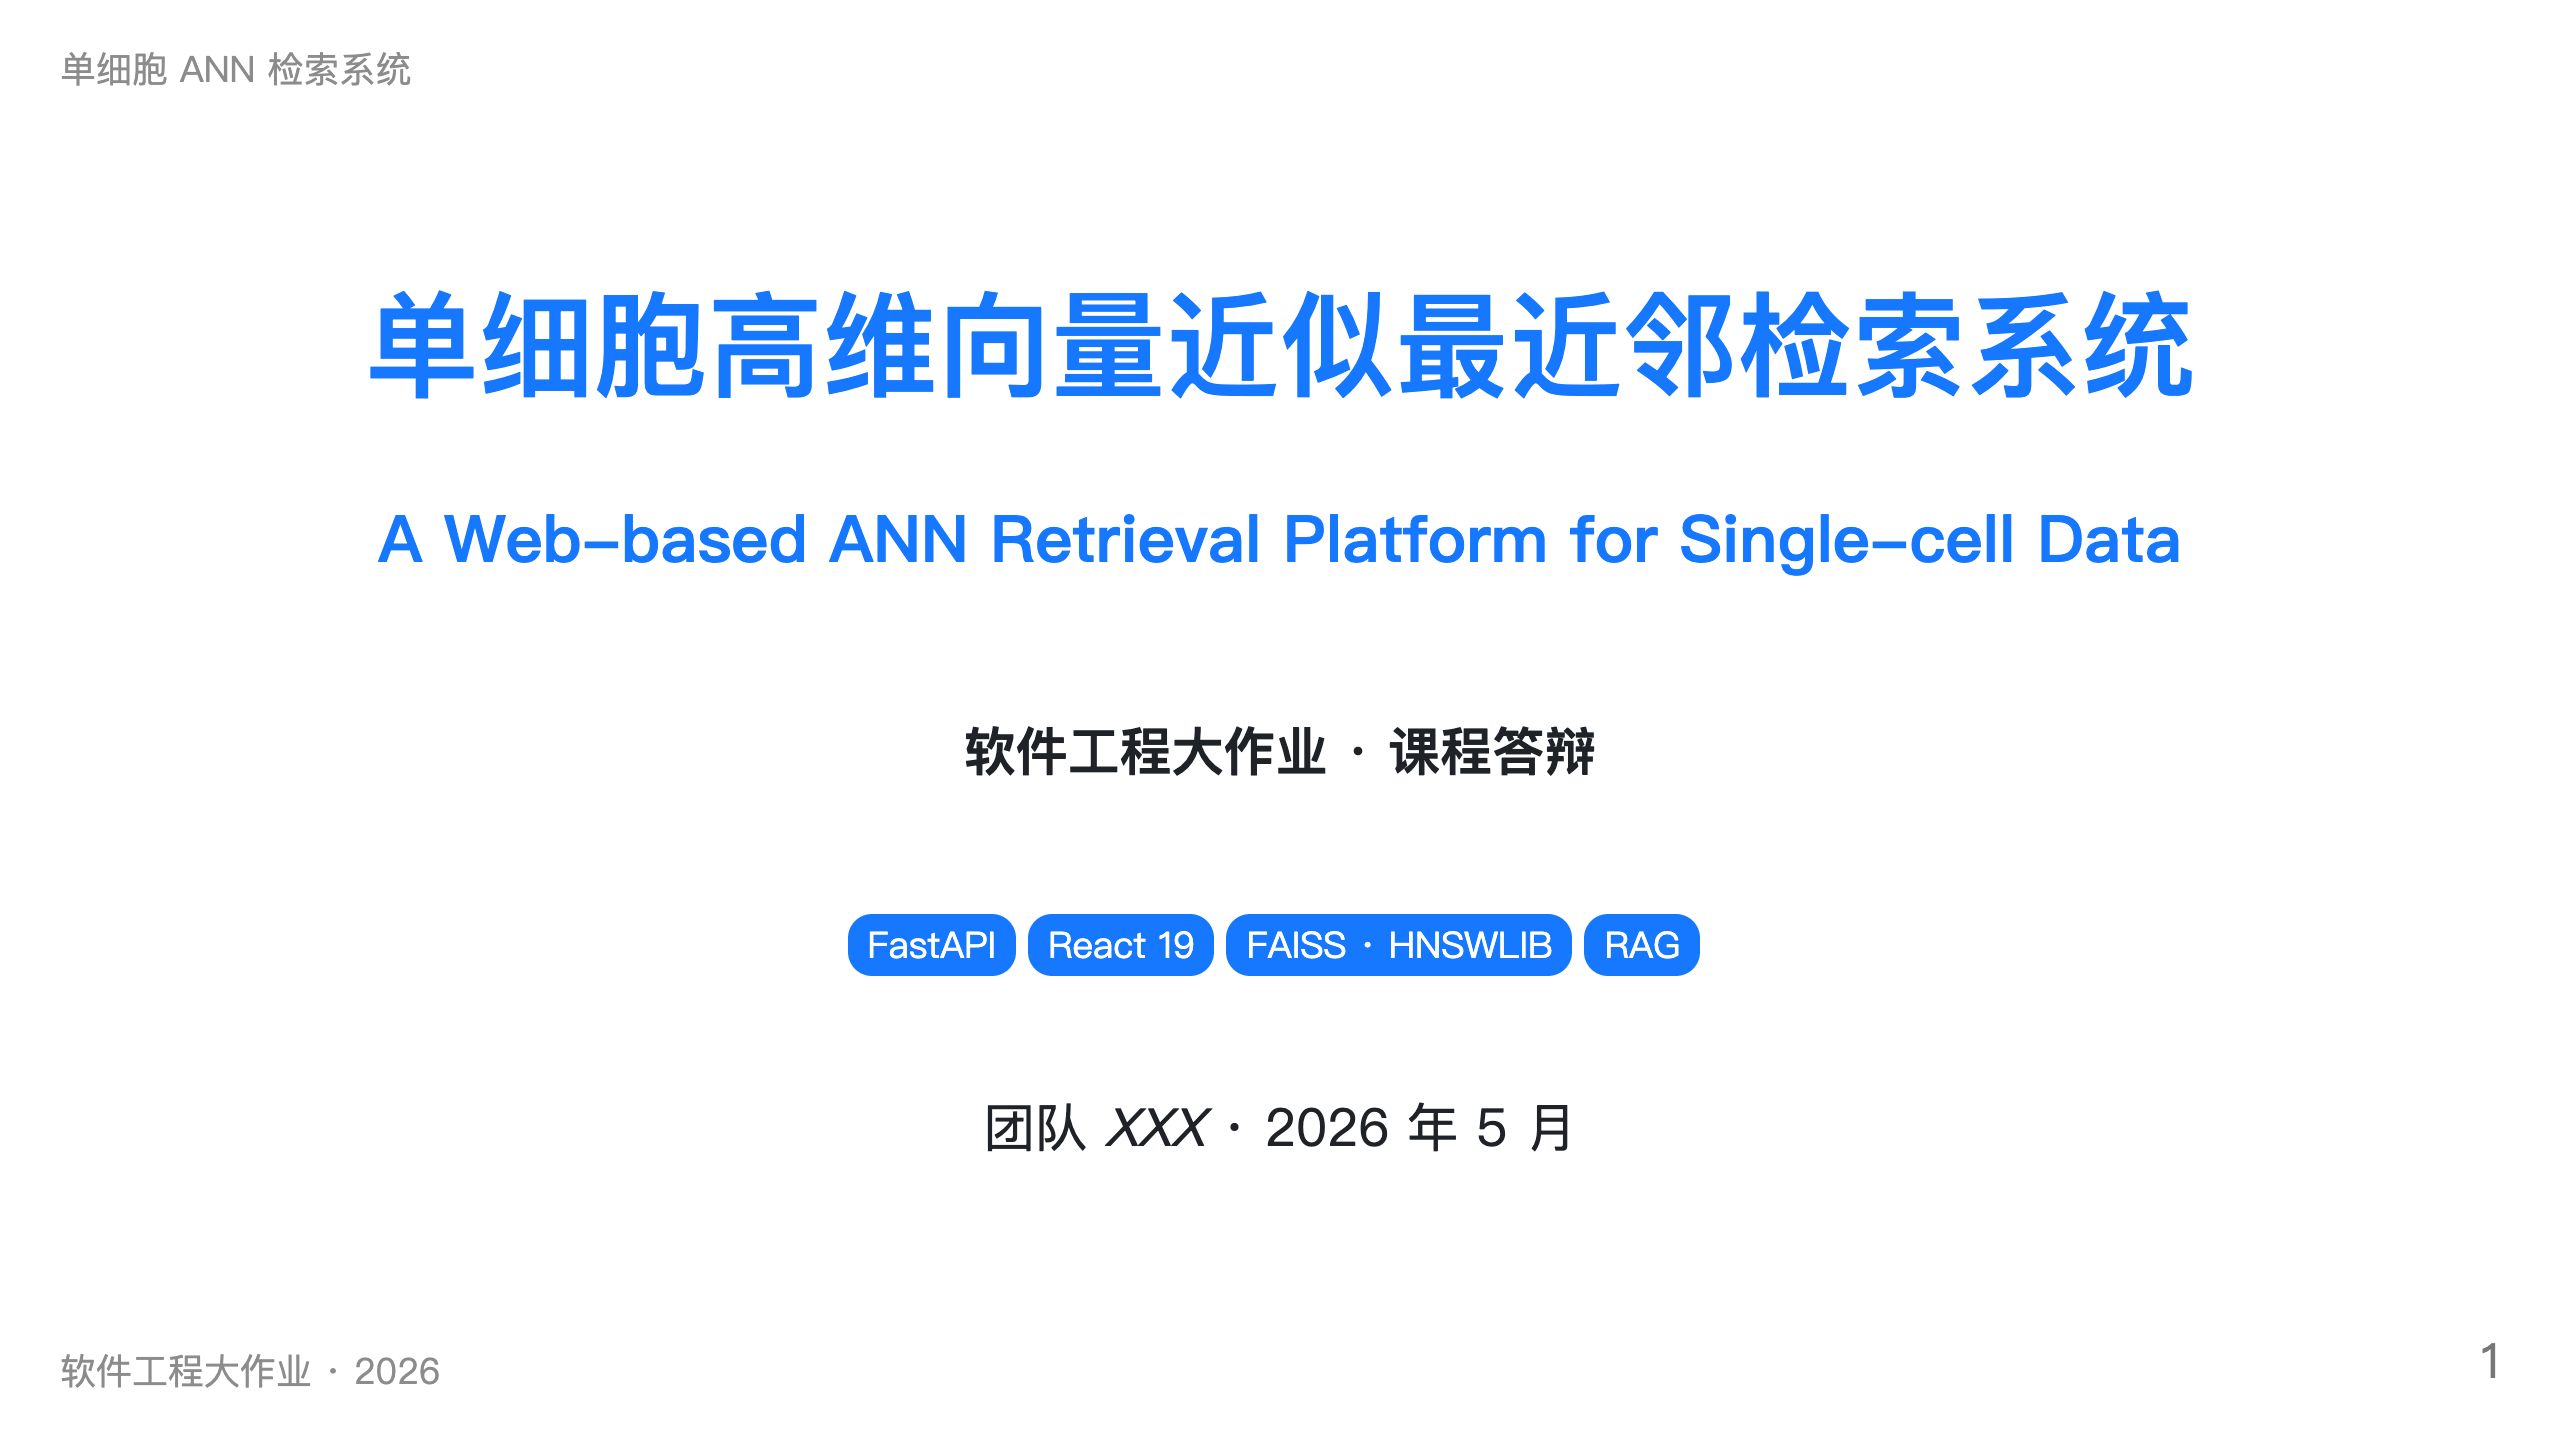 单细胞 ANN 检索系统
单细胞高维向量近似最近邻检索系统
A Web-based ANN Retrieval Platform for Single-cell Data
软件工程大作业 · 课程答辩
FastAPI React 19 FAISS · HNSWLIB RAG
团队 XXX · 2026 年 5 月
软件工程大作业 · 2026
1